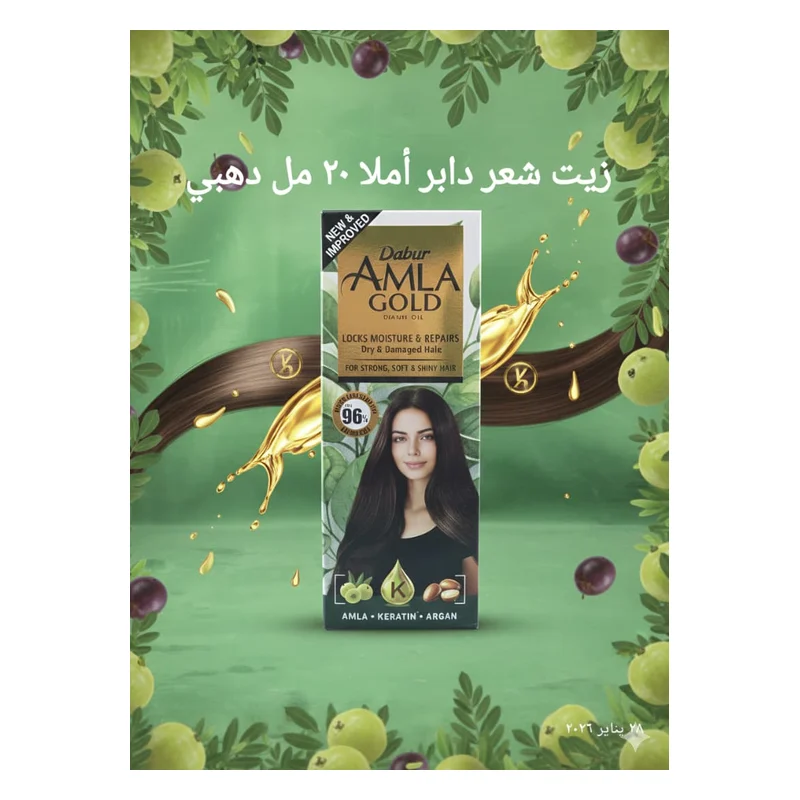 زيت شعر دابر أملا ٢٠ مل دهبي
NEW &
IMPROVED
Dabur
AMLA
GOLD
LOCKS MOISTURE & REPAIRS
Dry & Damaged Hair
FOR STRONG, SOFT & SHINY HAIR
96%
K
AMLA • KERATIN • ARGAN
٢٨ يناير ٢٠٢٦